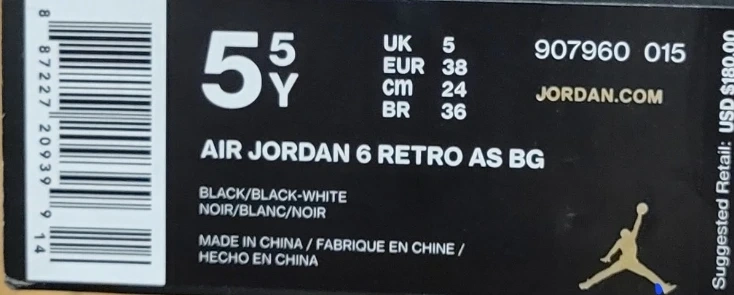 8 87227 20939 9 14
5 5 Y
UK 5
EUR 38
cm 24
BR 36
907960 015
JORDAN.COM
AIR JORDAN 6 RETRO AS BG
BLACK/BLACK-WHITE
NOIR/BLANC/NOIR
MADE IN CHINA / FABRIQUE EN CHINE /
HECHO EN CHINA
Suggested Retail: USD $180.00